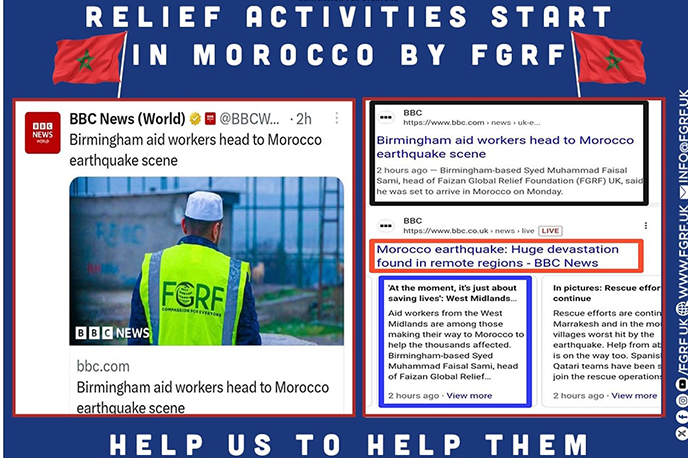 RELIEF ACTIVITIES START
IN MOROCCO BY FGRF
BBC
NEWS
WORLD
BBC News (World) @BBCW... · 2h
Birmingham aid workers head to Morocco
earthquake scene
FGRF
COMPASSION FOR EVERYONE
BBC NEWS
bbc.com
Birmingham aid workers head to Morocco
earthquake scene
BBC
https://www.bbc.com › news › uk-e...
Birmingham aid workers head to Morocco
earthquake scene
2 hours ago — Birmingham-based Syed Muhammad Faisal
Sami, head of Faizan Global Relief Foundation (FGRF) UK, said
he was set to arrive in Morocco on Monday.
BBC
https://www.bbc.co.uk › news › live LIVE
Morocco earthquake: Huge devastation
found in remote regions - BBC News
'At the moment, it's just about
saving lives': West Midlands...
Aid workers from the West
Midlands are among those
making their way to Morocco to
help the thousands affected.
Birmingham-based Syed
Muhammad Faisal Sami, head
of Faizan Global Relief...
2 hours ago · View more
In pictures: Rescue effor
continue
Rescue efforts are contin
Marrakesh and in the mo
villages worst hit by the
earthquake. Help from ab
is on the way too. Spanis
Qatari teams have been s
join the rescue operations
2 hours ago · View more
/FGRF.UK WWW.FGRF.UK INFO@FGRF.UK
HELP US TO HELP THEM